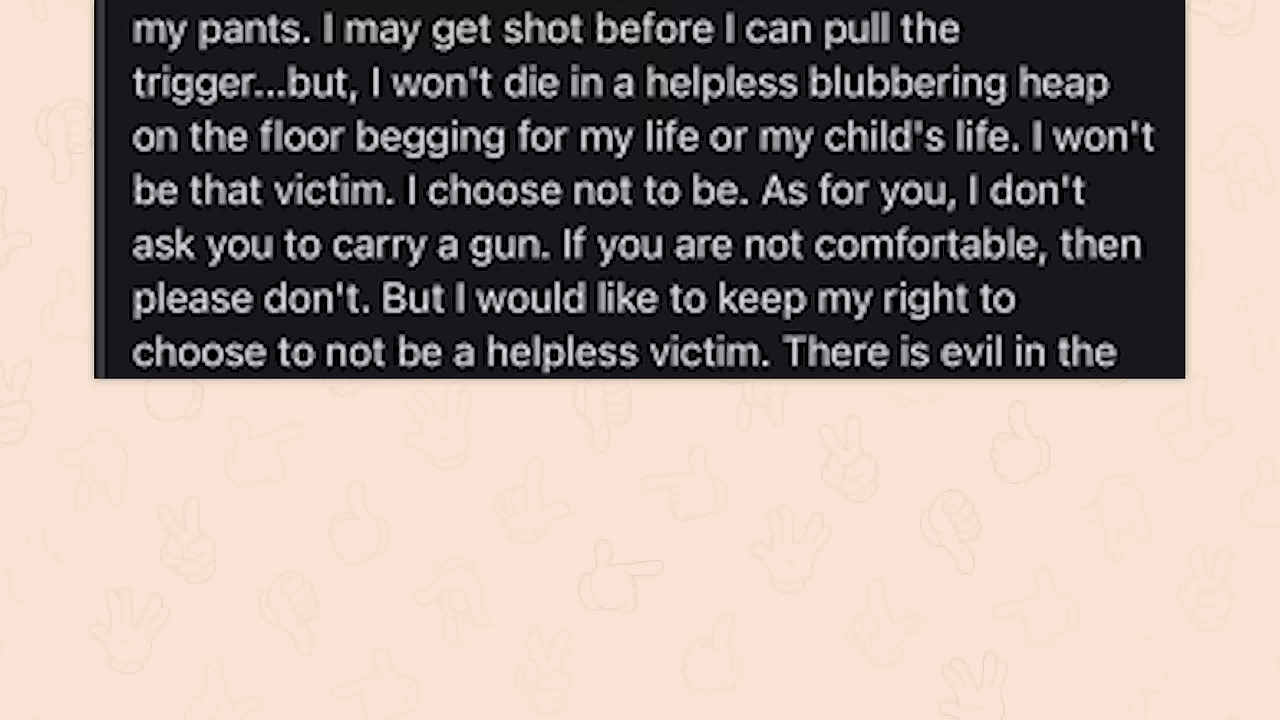 my pants. I may get shot before I can pull the
trigger...but, I won't die in a helpless blubbering heap
on the floor begging for my life or my child's life. I won't
be that victim. I choose not to be. As for you, I don't
ask you to carry a gun. If you are not comfortable, then
please don't. But I would like to keep my right to
choose to not be a helpless victim. There is evil in the